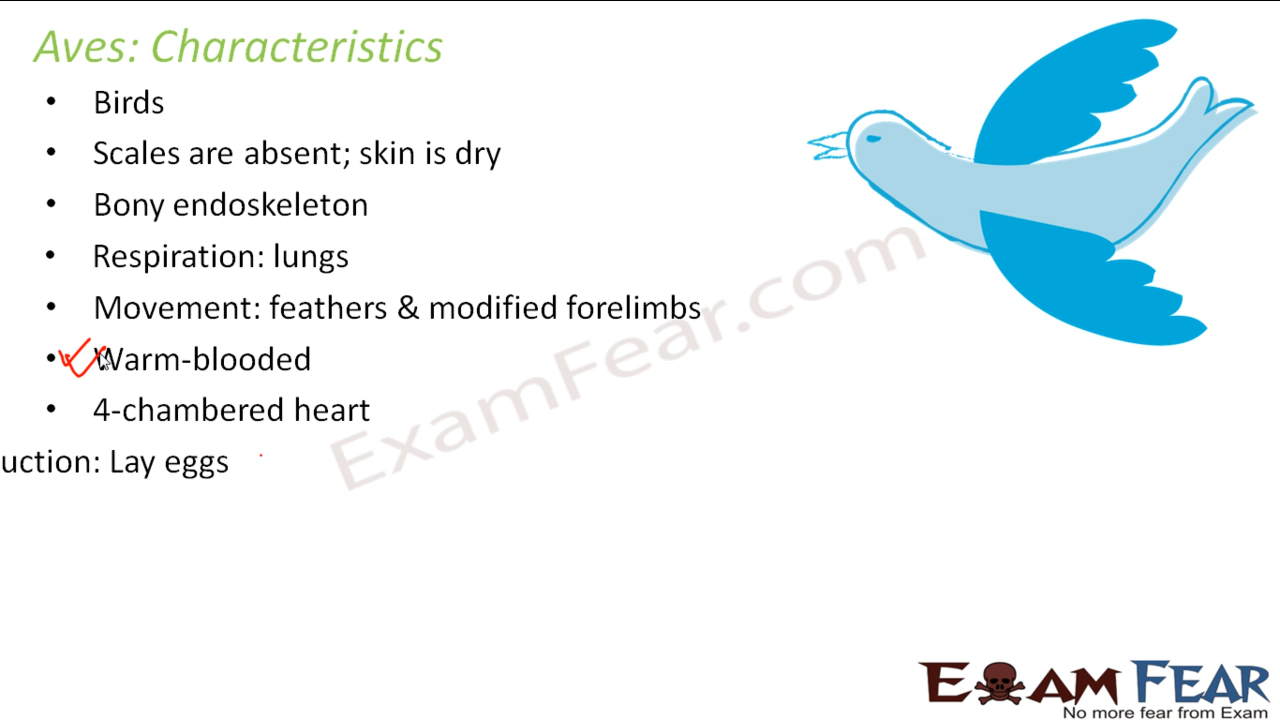 Aves: Characteristics
• Birds
• Scales are absent; skin is dry
• Bony endoskeleton
• Respiration: lungs
• Movement: feathers & modified forelimbs
• Warm-blooded
• 4-chambered heart
uction: Lay eggs
ExamFear.com
EXAM FEAR
No more fear from Exam